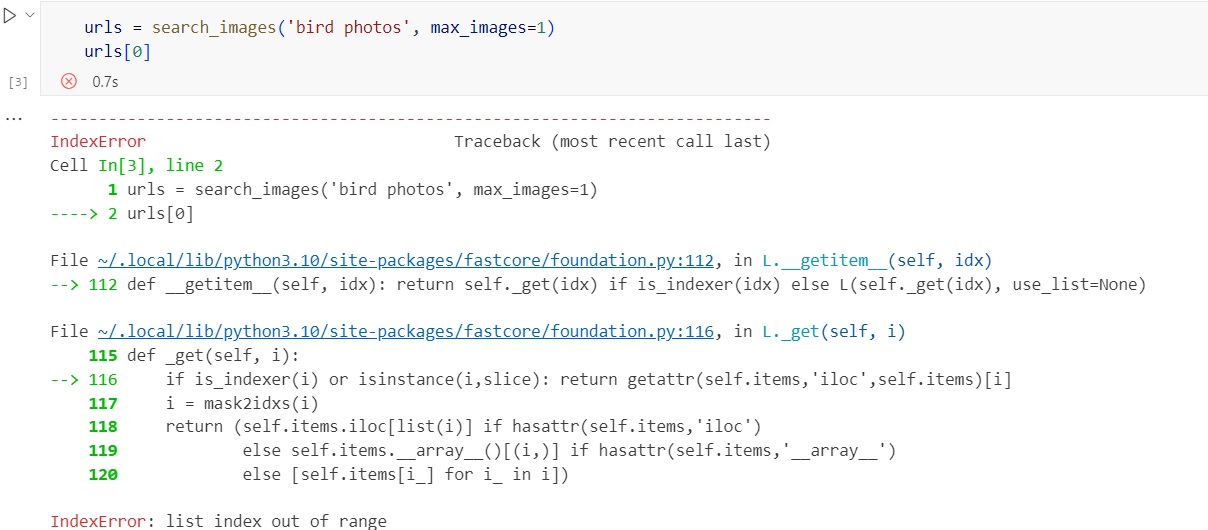 urls = search_images('bird photos', max_images=1)
urls[0]
[3]
0.7s
...
---------------------------------------------------------------------------
IndexError                                Traceback (most recent call last)
Cell In[3], line 2
      1 urls = search_images('bird photos', max_images=1)
----> 2 urls[0]
File ~/.local/lib/python3.10/site-packages/fastcore/foundation.py:112, in L.__getitem__(self, idx)
--> 112 def __getitem__(self, idx): return self._get(idx) if is_indexer(idx) else L(self._get(idx), use_list=None)
File ~/.local/lib/python3.10/site-packages/fastcore/foundation.py:116, in L._get(self, i)
    115 def _get(self, i):
--> 116     if is_indexer(i) or isinstance(i,slice): return getattr(self.items,'iloc',self.items)[i]
    117     i = mask2idxs(i)
    118     return (self.items.iloc[list(i)] if hasattr(self.items,'iloc')
    119             else self.items.__array__()[(i,)] if hasattr(self.items,'__array__')
    120             else [self.items[i_] for i_ in i])
IndexError: list index out of range